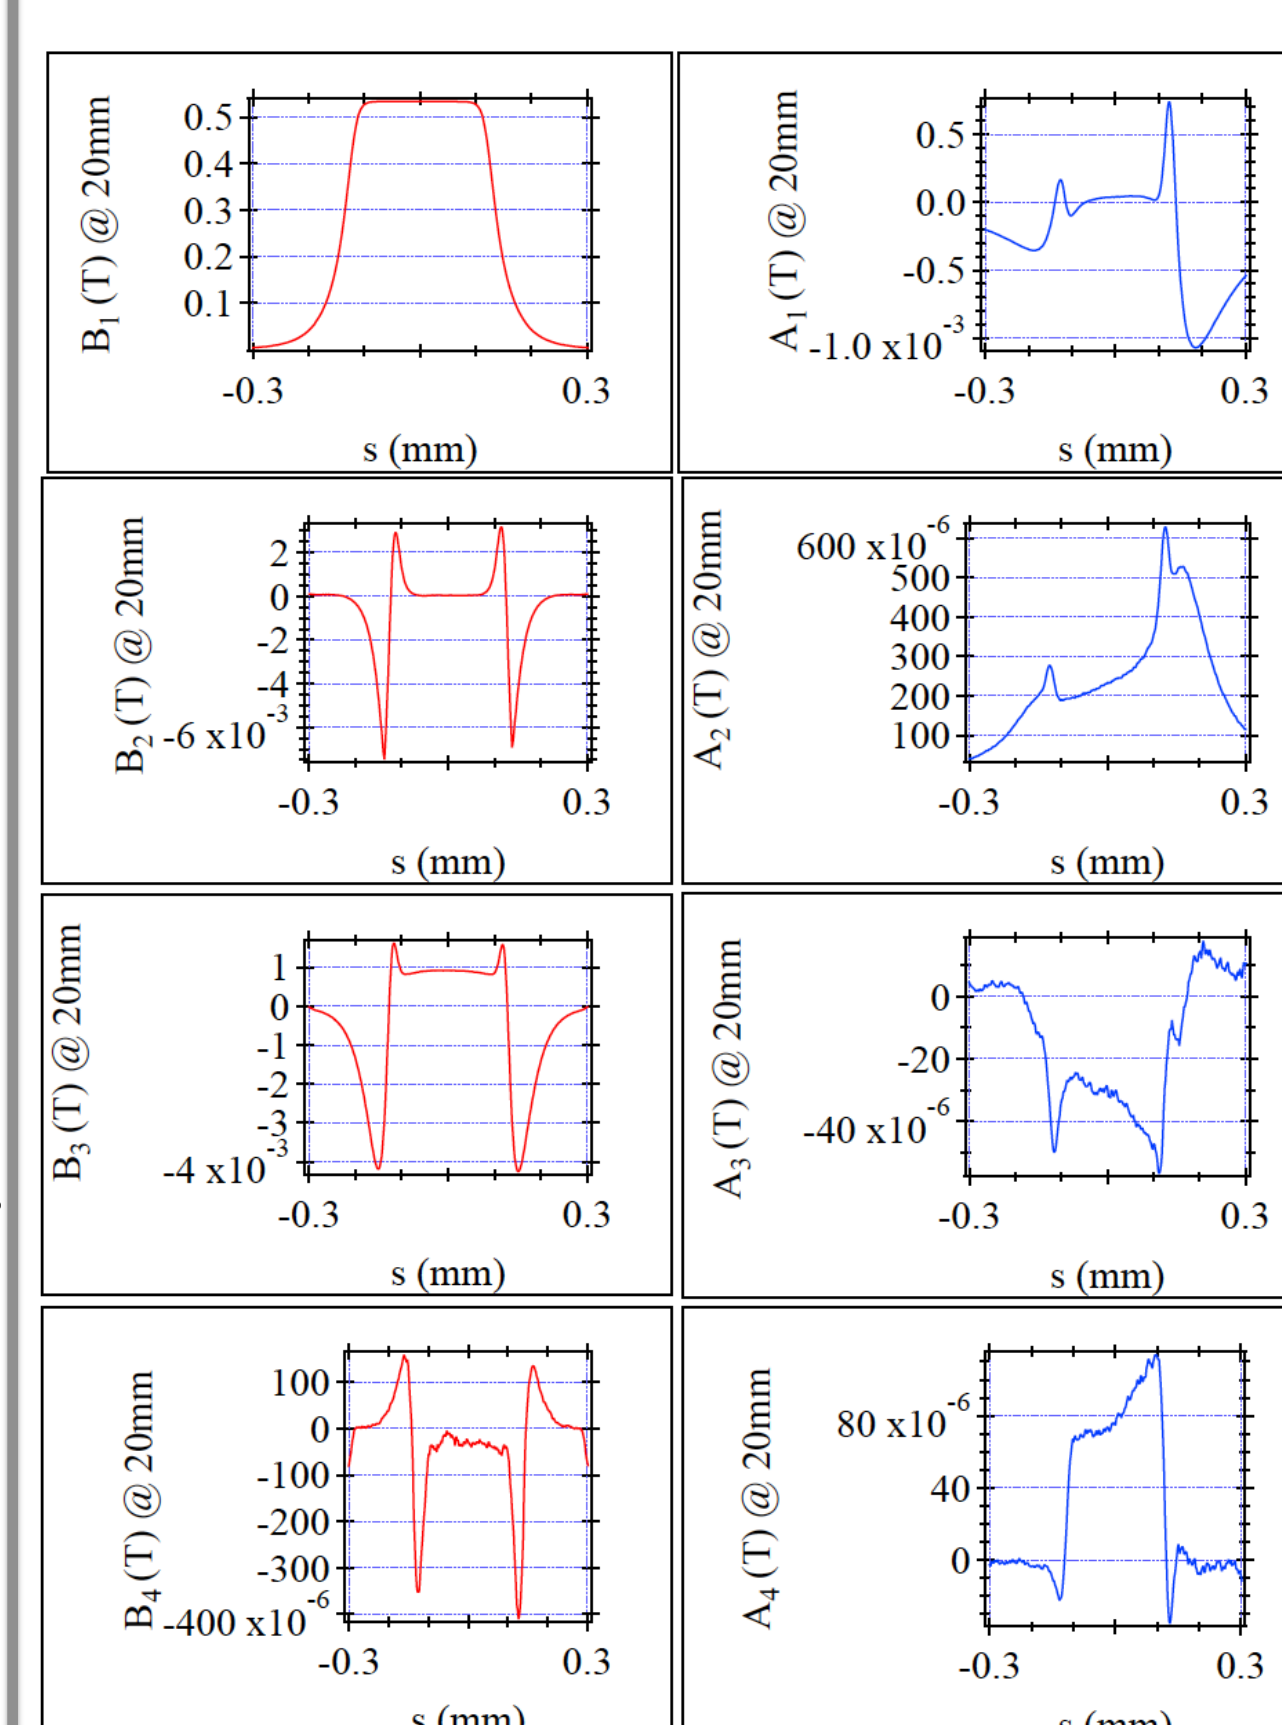 B1 (T) @ 20mm
0.5
0.4
0.3
0.2
0.1
-0.3 0.3
s (mm)
A1 (T) @ 20mm
0.5
0.0
-0.5
-1.0 x10-3
-0.3 0.3
s (mm)
B2 (T) @ 20mm
2
0
-2
-4
-6 x10-3
-0.3 0.3
s (mm)
A2 (T) @ 20mm
600 x10-6
500
400
300
200
100
-0.3 0.3
s (mm)
B3 (T) @ 20mm
1
0
-1
-2
-3
-4 x10-3
-0.3 0.3
s (mm)
A3 (T) @ 20mm
0
-20
-40 x10-6
-0.3 0.3
s (mm)
B4 (T) @ 20mm
100
0
-100
-200
-300
-400 x10-6
-0.3 0.3
s (mm)
A4 (T) @ 20mm
80 x10-6
40
0
-0.3 0.3
s (mm)